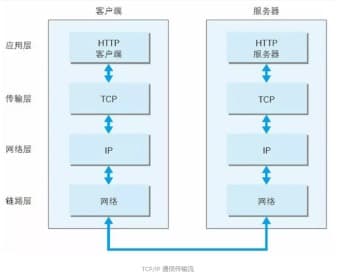 客户端 服务器
应用层 HTTP HTTP
客户端 服务器
传输层 TCP TCP
网络层 IP IP
链路层 网络 网络
TCP/IP 通信传输流